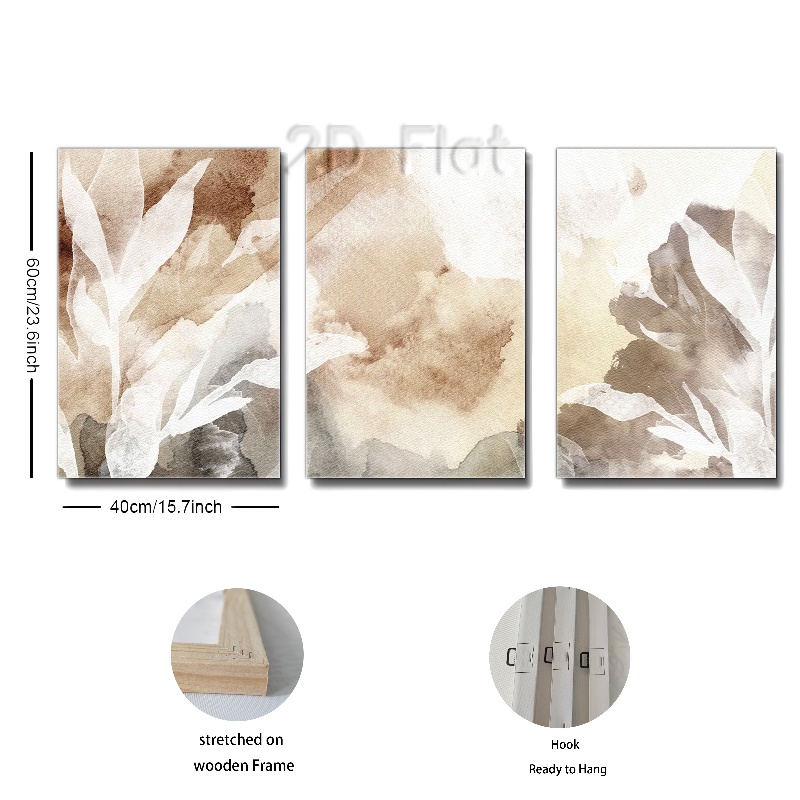 2D Flat
60cm/23.6inch
40cm/15.7inch
stretched on
wooden Frame
Hook
Ready to Hang